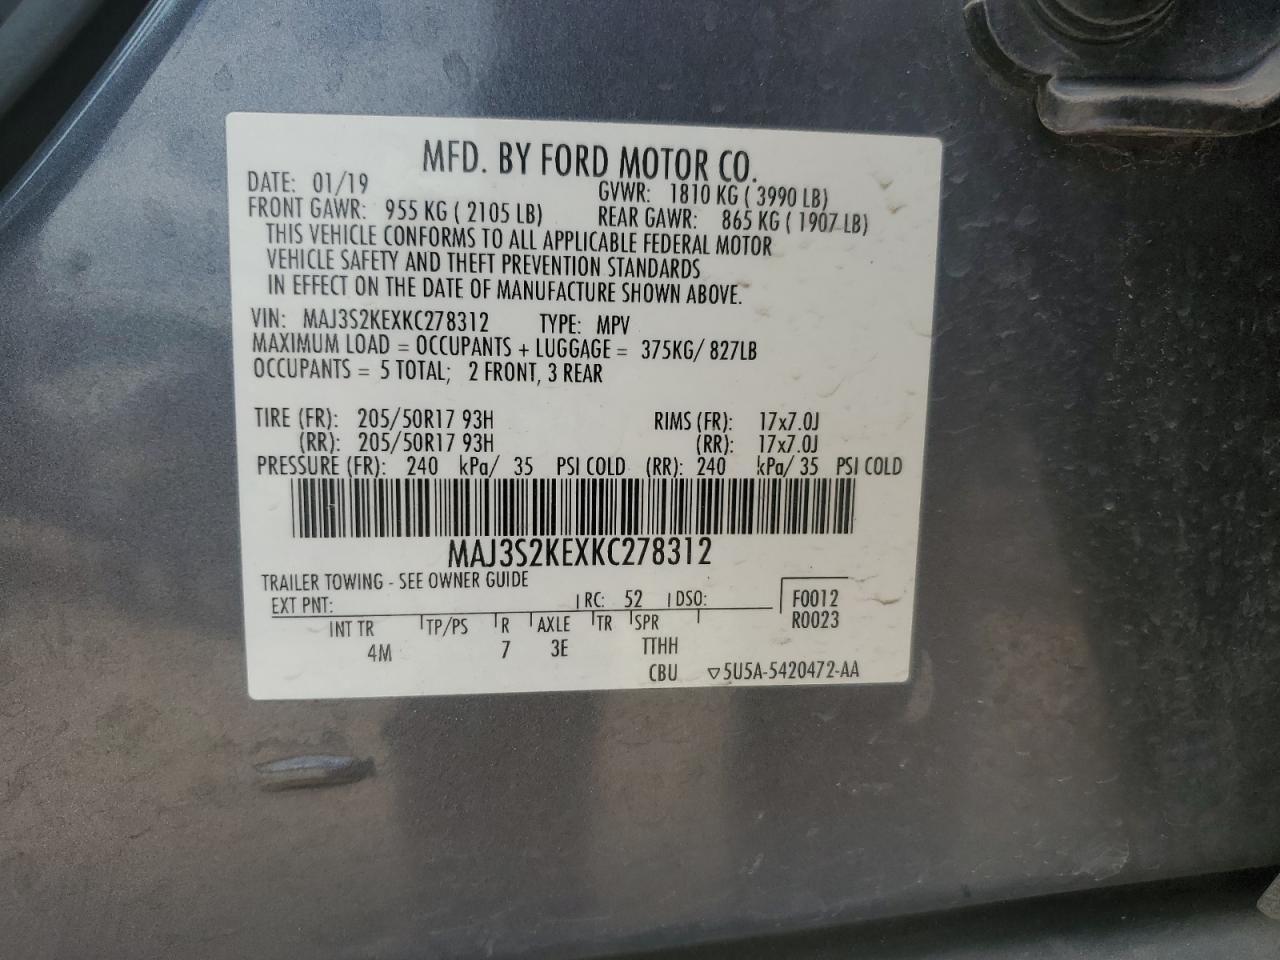 MFD. BY FORD MOTOR CO.
DATE: 01/19 GVWR: 1810 KG ( 3990 LB)
FRONT GAWR: 955 KG ( 2105 LB) REAR GAWR: 865 KG ( 1907 LB)
THIS VEHICLE CONFORMS TO ALL APPLICABLE FEDERAL MOTOR
VEHICLE SAFETY AND THEFT PREVENTION STANDARDS
IN EFFECT ON THE DATE OF MANUFACTURE SHOWN ABOVE.
VIN: MAJ3S2KEXKC278312 TYPE: MPV
MAXIMUM LOAD = OCCUPANTS + LUGGAGE = 375KG/ 827LB
OCCUPANTS = 5 TOTAL; 2 FRONT, 3 REAR
TIRE (FR): 205/50R17 93H RIMS (FR): 17x7.0J
(RR): 205/50R17 93H (RR): 17x7.0J
PRESSURE (FR): 240 kPa/ 35 PSI COLD (RR): 240 kPa/ 35 PSI COLD
MAJ3S2KEXKC278312
TRAILER TOWING - SEE OWNER GUIDE
EXT PNT: RC: 52 DSO: F0012
R0023
INT TR TP/PS R AXLE TR SPR
4M 7 3E TTHH
CBU ▽5U5A-5420472-AA